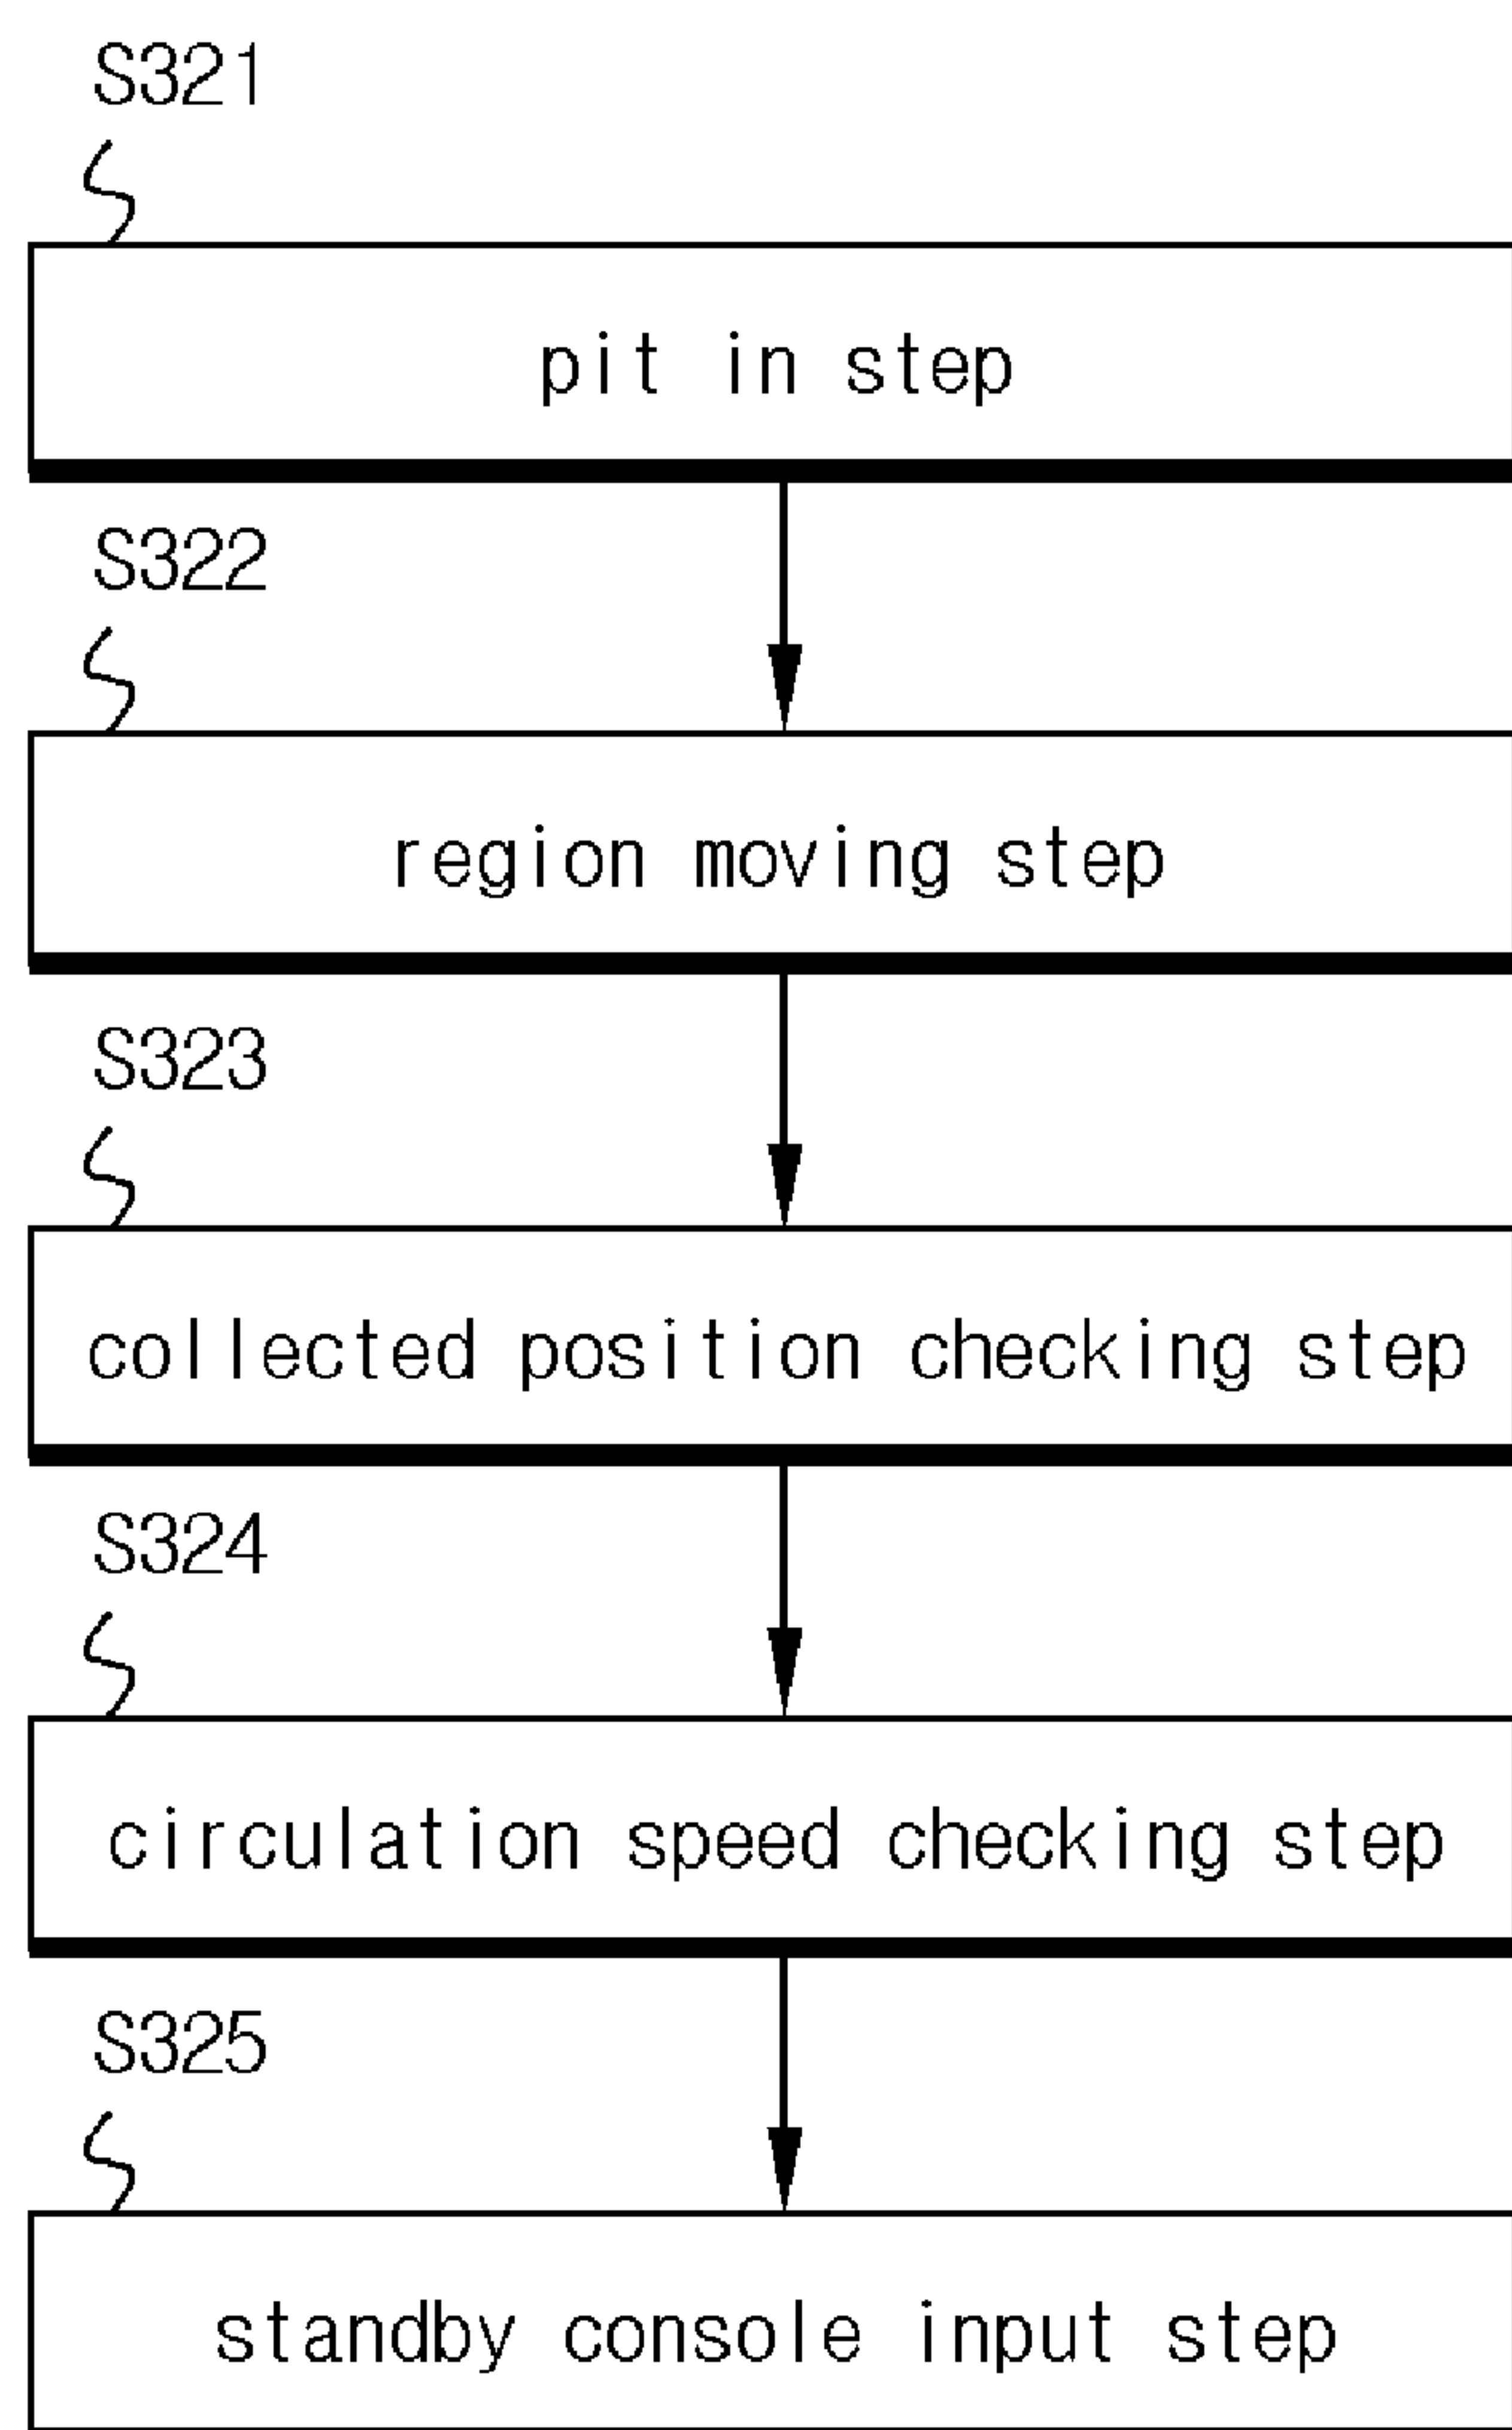 S321
pit in step
S322
region moving step
S323
collected position checking step
S324
circulation speed checking step
S325
standby console input step